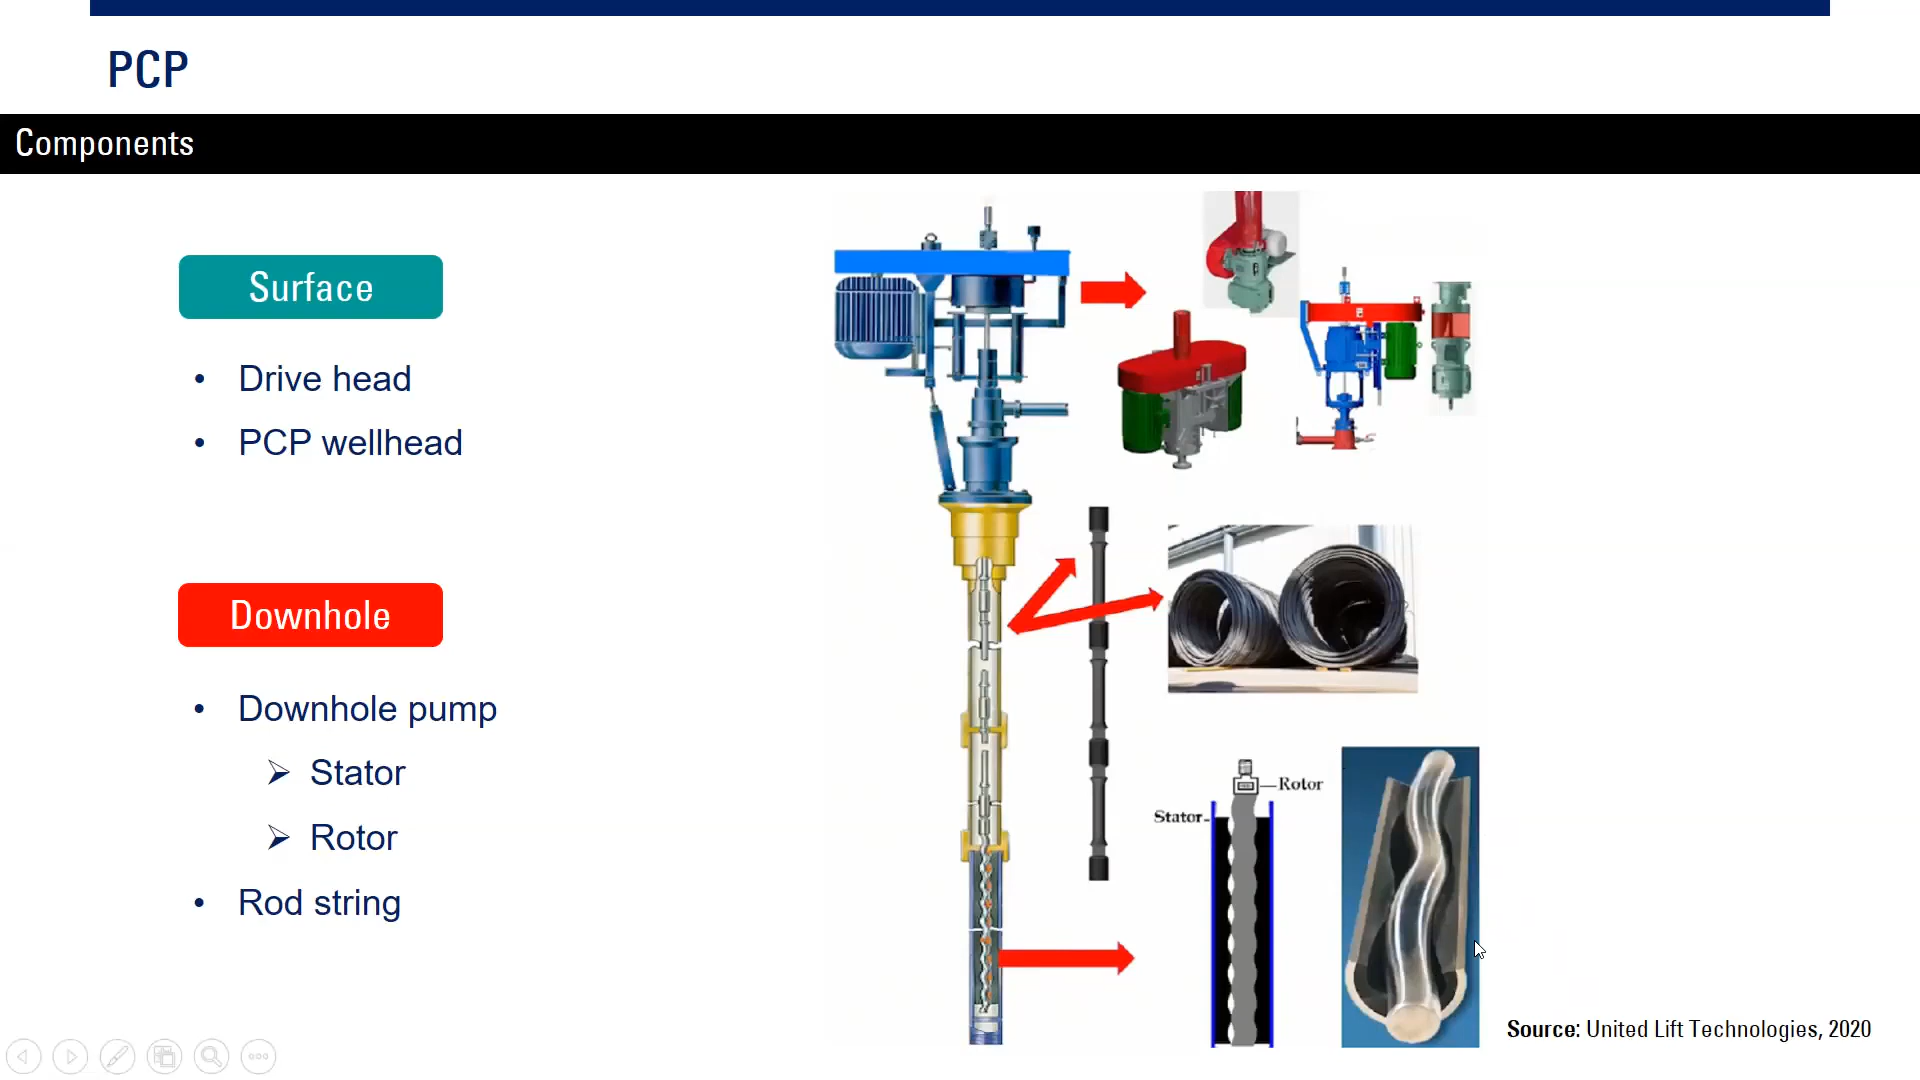 PCP
Components
Surface
• Drive head
• PCP wellhead
Downhole
• Downhole pump
➢ Stator
➢ Rotor
• Rod string
Rotor
Stator
Source: United Lift Technologies, 2020